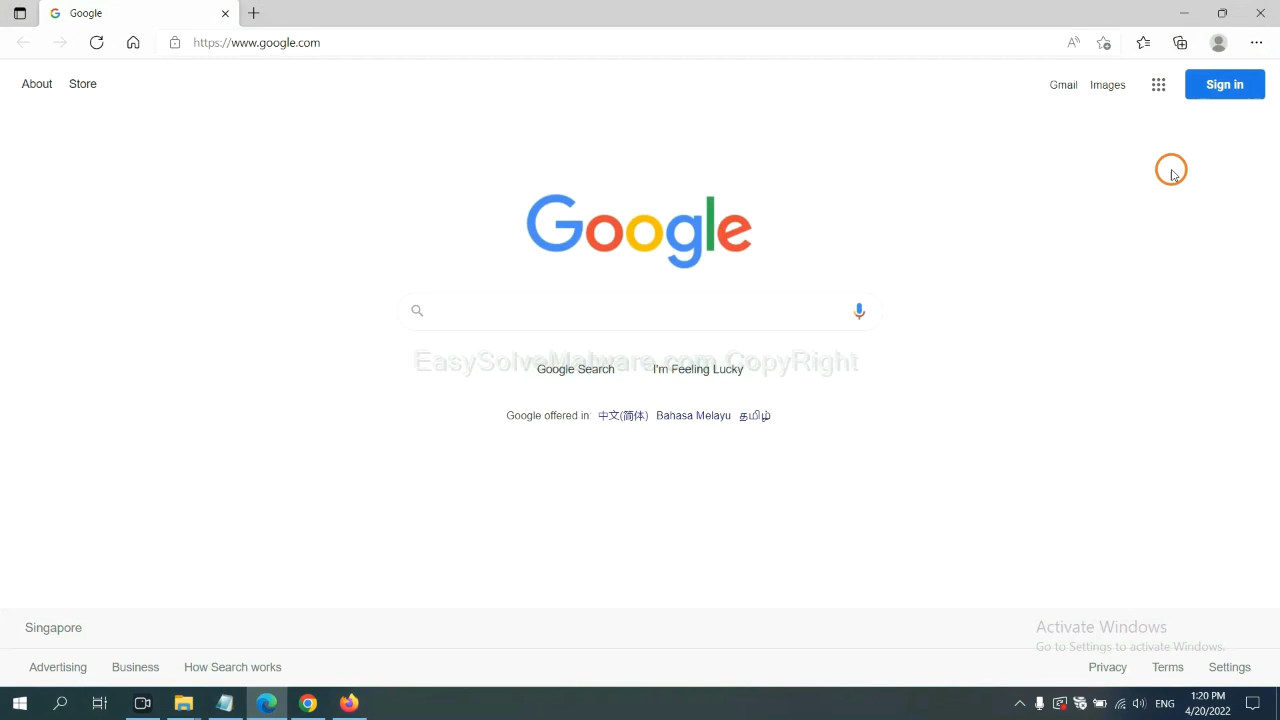 Google
https://www.google.com
About Store
Gmail Images Sign in
Google
EasySolveMalware.com CopyRight
Google Search I'm Feeling Lucky
Google offered in: 中文(简体) Bahasa Melayu தமிழ்
Singapore
Activate Windows
Go to Settings to activate Windows.
Advertising Business How Search works
Privacy Terms Settings
ENG
1:20 PM
4/20/2022